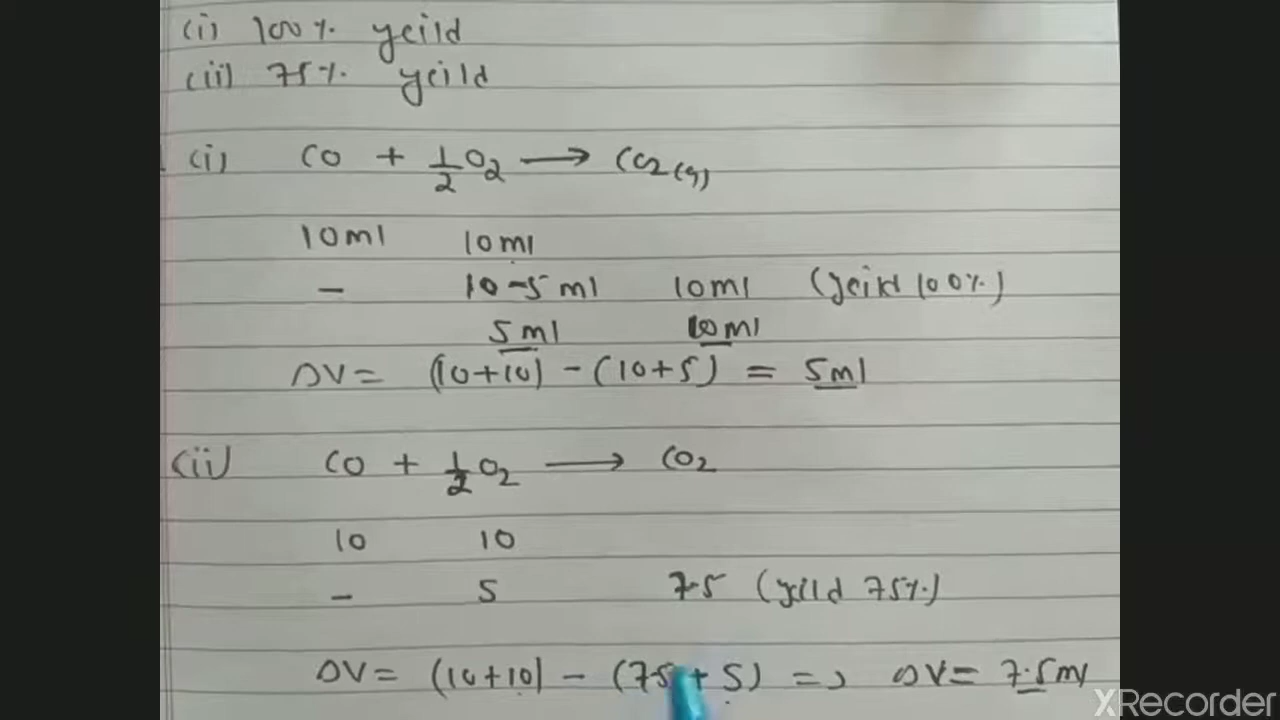 (i) 100%. yeild
(ii) 75%. yeild
(i) CO + 1/2 O2 → CO2(g)
10ml 10ml
- 10-5 ml 10ml (yeild 100%.)
5ml 10ml
ΔV = (10+10) - (10+5) = 5ml
(ii) CO + 1/2 O2 → CO2
10 10
- 5 7.5 (yeild 75%.)
ΔV = (10+10) - (7.5 + 5) => ΔV = 7.5ml
XRecorder